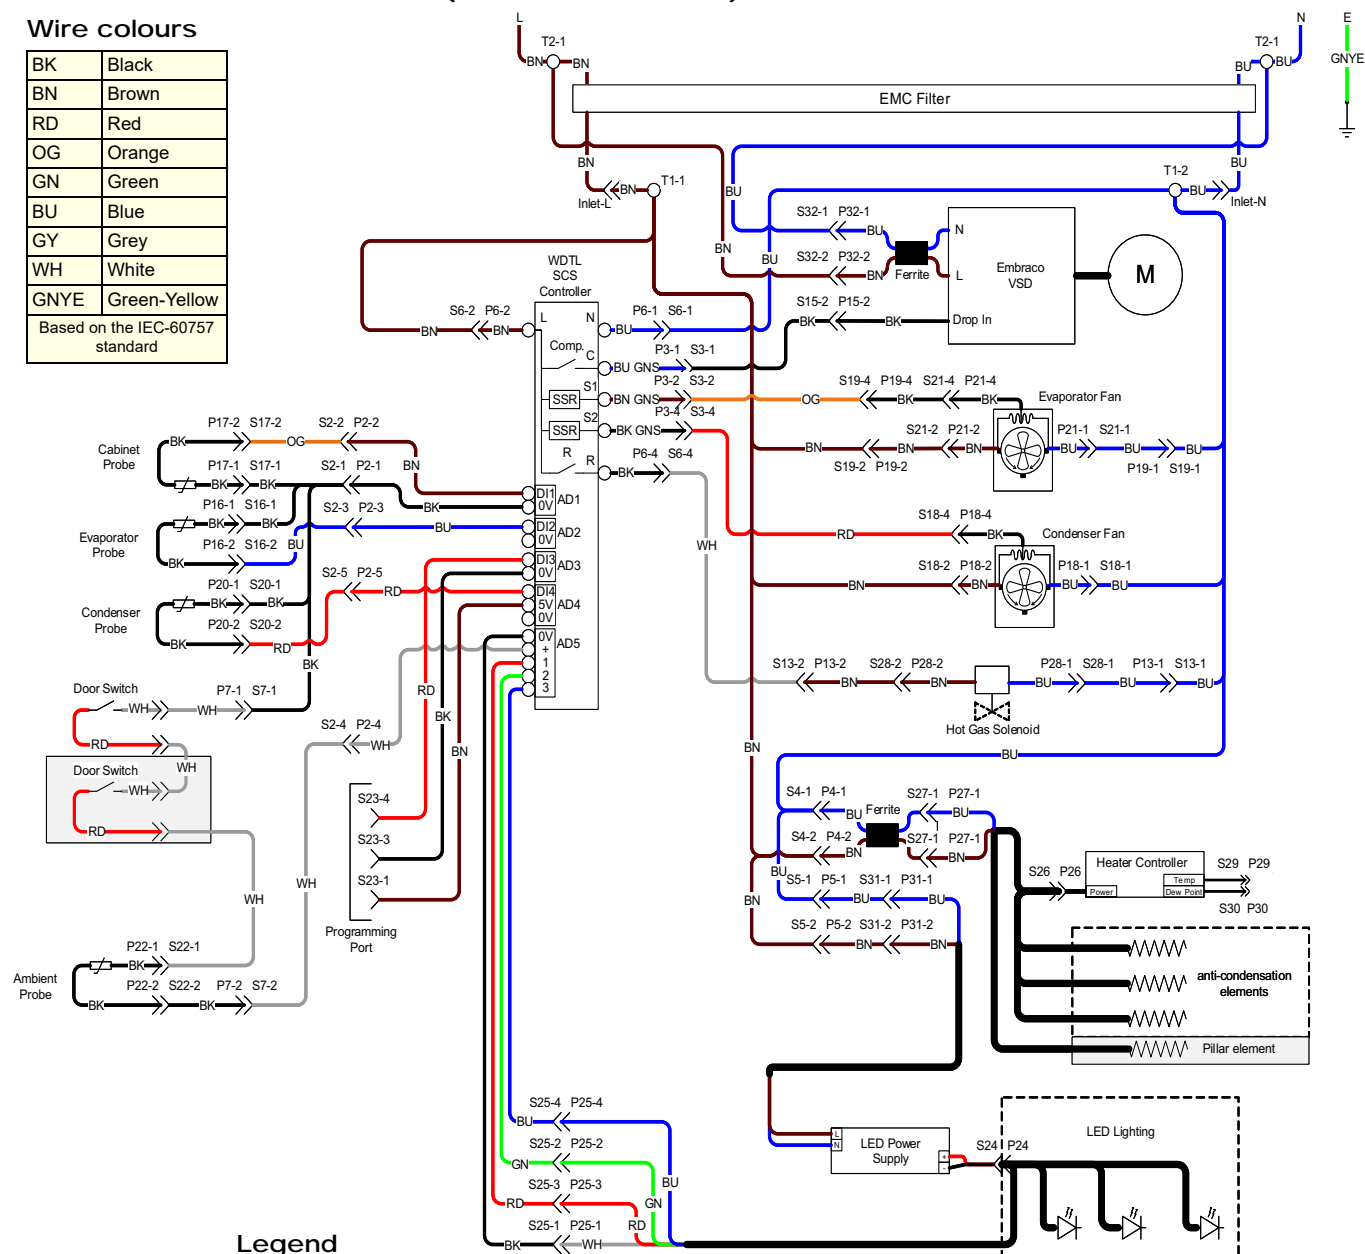 Wire colours
BK Black
BN Brown
RD Red
OG Orange
GN Green
BU Blue
GY Grey
WH White
GNYE Green-Yellow
Based on the IEC-60757
standard
L N E
T2-1 T2-1
BN BN BU BU GNYE
EMC Filter
BN BU
BN T1-1 T1-2 BU
Inlet-L Inlet-N
BU
S32-1 P32-1
BU N
BN BU
S32-2 P32-2
BN Ferrite L
Embraco
VSD
M
S15-2 P15-2
BK BK Drop In
WDTL
SCS
Controller
S6-2 P6-2 L N P6-1 S6-1
BN BN BU
Comp. C P3-1 S3-1
BU GNS
S1 P3-2 S3-2
SSR BN GNS
S2 P3-4 S3-4
SSR BK GNS
R R P6-4 S6-4
BK
OG S19-4 P19-4 S21-4 P21-4
BK BK
Evaporator Fan
BN S21-2 P21-2 P21-1 S21-1
BN BN BU BU BU
S19-2 P19-2 P19-1 S19-1
P17-2 S17-2 S2-2 P2-2
BK OG
Cabinet
Probe
BN
P17-1 S17-1 S2-1 P2-1
BK BK
BK
DI1
0V
AD1
P16-1 S16-1 S2-3 P2-3
BK BK
BU
DI2
0V
AD2
Evaporator
Probe
P16-2 S16-2
BU
BK
DI3
0V
AD3
P20-1 S20-1 S2-5 P2-5
BK BK
RD
DI4
5V
0V
AD4
Condenser
Probe
P20-2 S20-2
BK RD
BK
0V
+
1
2
3
AD5
WH
S18-4 P18-4
RD BK
Condenser Fan
S18-2 P18-2 P18-1 S18-1
BN BN BU BU
S13-2 P13-2 S28-2 P28-2 P28-1 S28-1 P13-1 S13-1
BN BN BU BU BU
Hot Gas Solenoid
BU
Door Switch P7-1 S7-1
WH WH
RD
WH
Door Switch
WH
RD
WH
S2-4 P2-4
WH
WH
RD
BK
BN
S23-4
S23-3
S23-1
Programming
Port
BN
S4-1 P4-1 Ferrite S27-1 P27-1
BU BU
S4-2 P4-2 S27-1 P27-1
BN BN
BU
S5-1 P5-1 S31-1 P31-1
BU BU
BN
S5-2 P5-2 S31-2 P31-2
BN BN
S26 P26
Heater Controller
Power
Temp
Dew Point
S29 P29
S30 P30
anti-condensation
elements
Pillar element
Ambient
Probe
P22-1 S22-1
BK
P22-2 S22-2 P7-2 S7-2
BK BK
S25-4 P25-4
BU
S25-2 P25-2
GN
BU
S25-3 P25-3
RD
GN
S25-1 P25-1
RD
BK WH
L
N
LED Power
Supply
+
-
S24 P24
LED Lighting
Legend